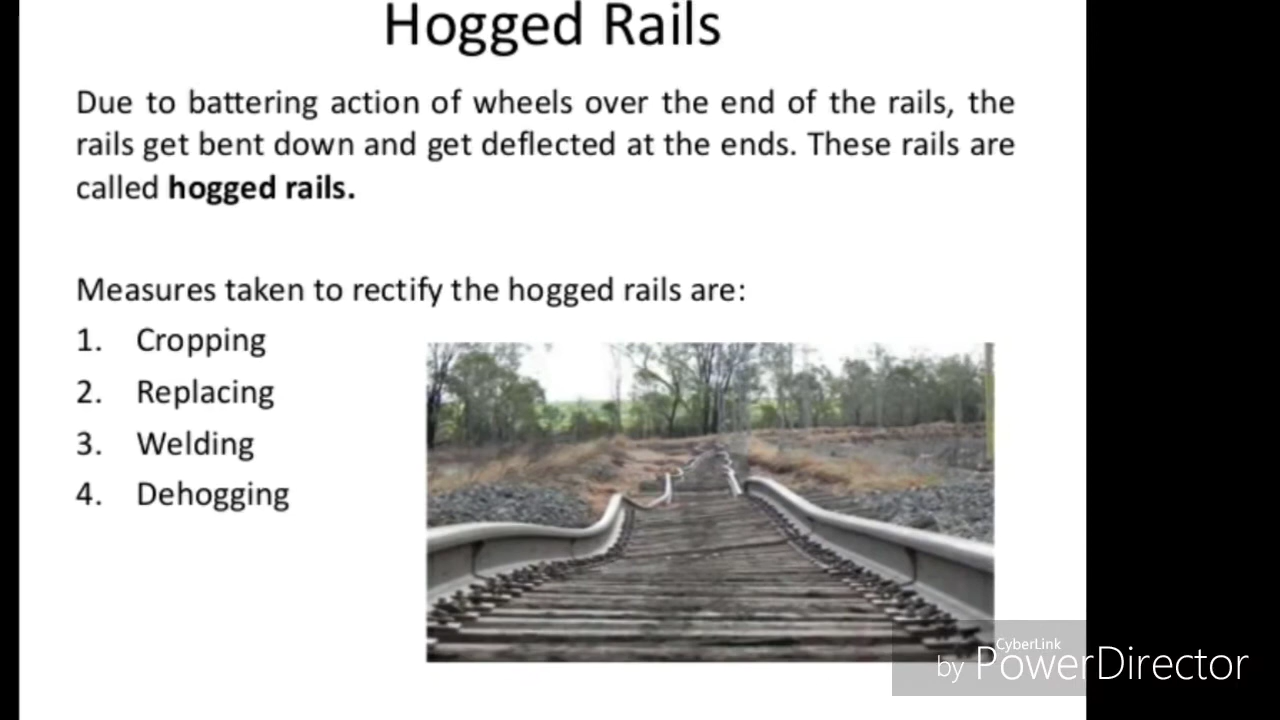 Hogged Rails
Due to battering action of wheels over the end of the rails, the
rails get bent down and get deflected at the ends. These rails are
called hogged rails.
Measures taken to rectify the hogged rails are:
1. Cropping
2. Replacing
3. Welding
4. Dehogging
CyberLink
by PowerDirector